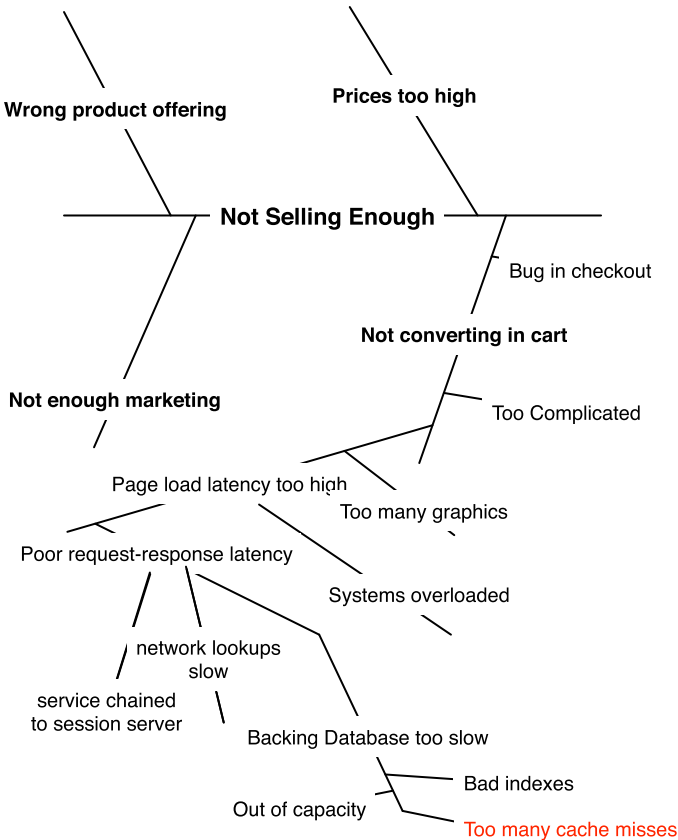 Prices too high
Wrong product offering
Not Selling Enough
Bug in checkout
Not converting in cart
Not enough marketing
Too Complicated
Page load latency too high
Too many graphics
Poor request-response latency
Systems overloaded
network lookups
slow
service chained
to session server
Backing Database too slow
Bad indexes
Out of capacity
Too many cache misses